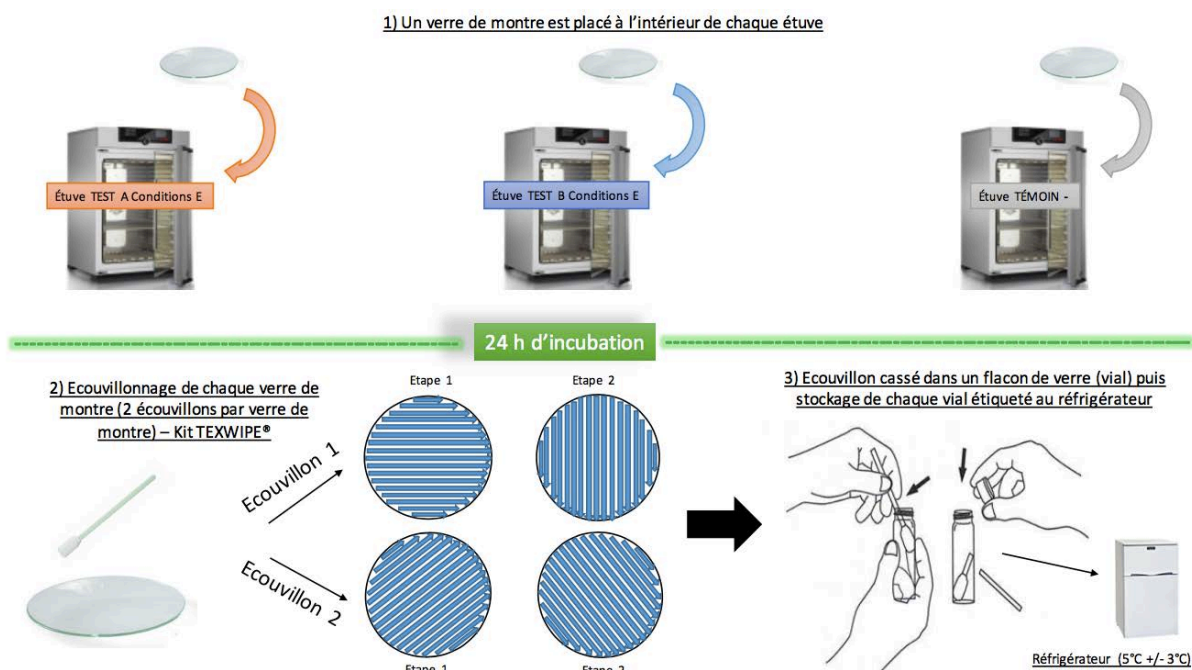 1) Un verre de montre est placé à l'intérieur de chaque étuve
Étuve TEST A Conditions E
Étuve TEST B Conditions E
Étuve TÉMOIN -
24 h d'incubation
2) Ecouvillonnage de chaque verre de
montre (2 écouvillons par verre de
montre) – Kit TEXWIPE®
Ecouvillon 1
Ecouvillon 2
Etape 1
Etape 2
Etape 1
Etape 2
3) Ecouvillon cassé dans un flacon de verre (vial) puis
stockage de chaque vial étiqueté au réfrigérateur
Réfrigérateur (5°C +/- 3°C)